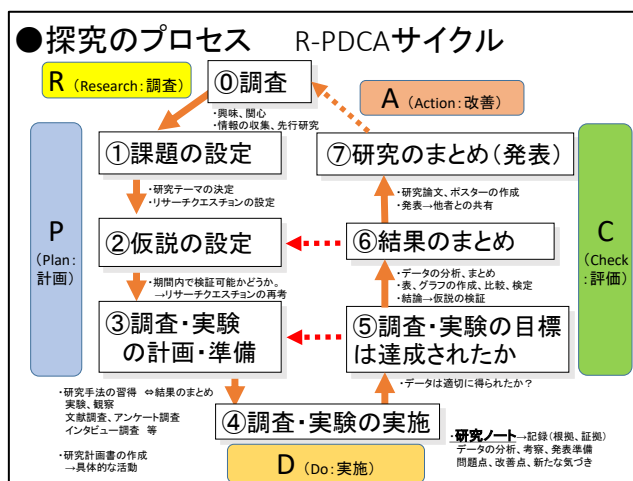 ●探究のプロセス　R-PDCAサイクル
R（Research：調査）
⓪調査
・興味、関心
・情報の収集、先行研究
A（Action：改善）
①課題の設定
・研究テーマの決定
・リサーチクエスチョンの設定
⑦研究のまとめ（発表）
・研究論文、ポスターの作成
・発表→他者との共有
P
（Plan：
計画）
②仮説の設定
・期間内で検証可能かどうか。
→リサーチクエスチョンの再考
⑥結果のまとめ
・データの分析、まとめ
・表、グラフの作成、比較、検定
・結論→仮説の検証
C
（Check
：評価）
③調査・実験
の計画・準備
・研究手法の習得　⇔結果のまとめ
実験、観察
文献調査、アンケート調査
インタビュー調査　等
・研究計画書の作成
→具体的な活動
⑤調査・実験の目標
は達成されたか
・データは適切に得られたか？
④調査・実験の実施
D（Do：実施）
・研究ノート→記録（根拠、証拠）
データの分析、考察、発表準備
問題点、改善点、新たな気づき